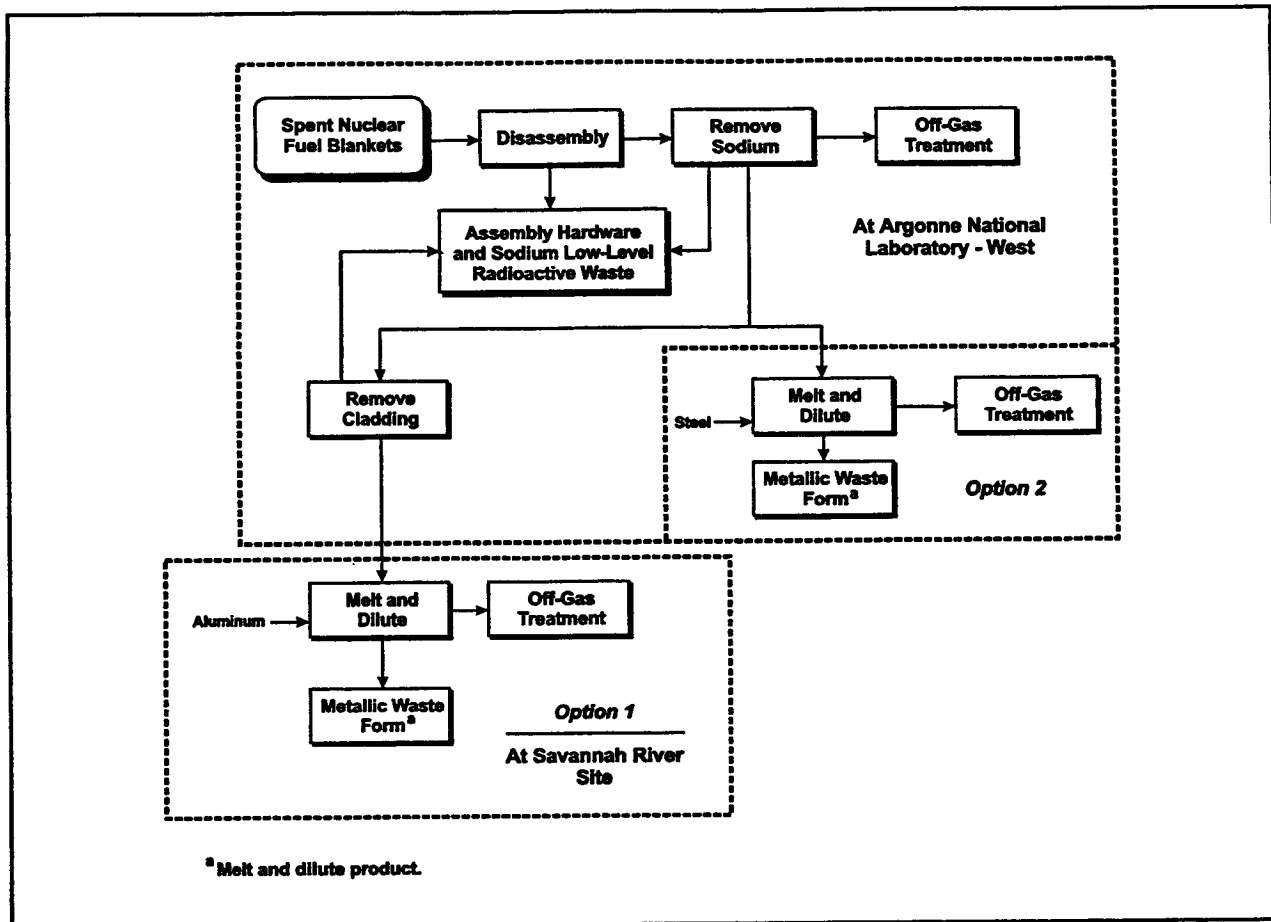 Spent Nuclear
Fuel Blankets
Disassembly
Remove
Sodium
Off-Gas
Treatment
Assembly Hardware
and Sodium Low-Level
Radioactive Waste
At Argonne National
Laboratory - West
Remove
Cladding
Steel
Melt and
Dilute
Off-Gas
Treatment
Metallic Waste
Form a
Option 2
Aluminum
Melt and
Dilute
Off-Gas
Treatment
Metallic Waste
Form a
Option 1
At Savannah River
Site
a Melt and dilute product.